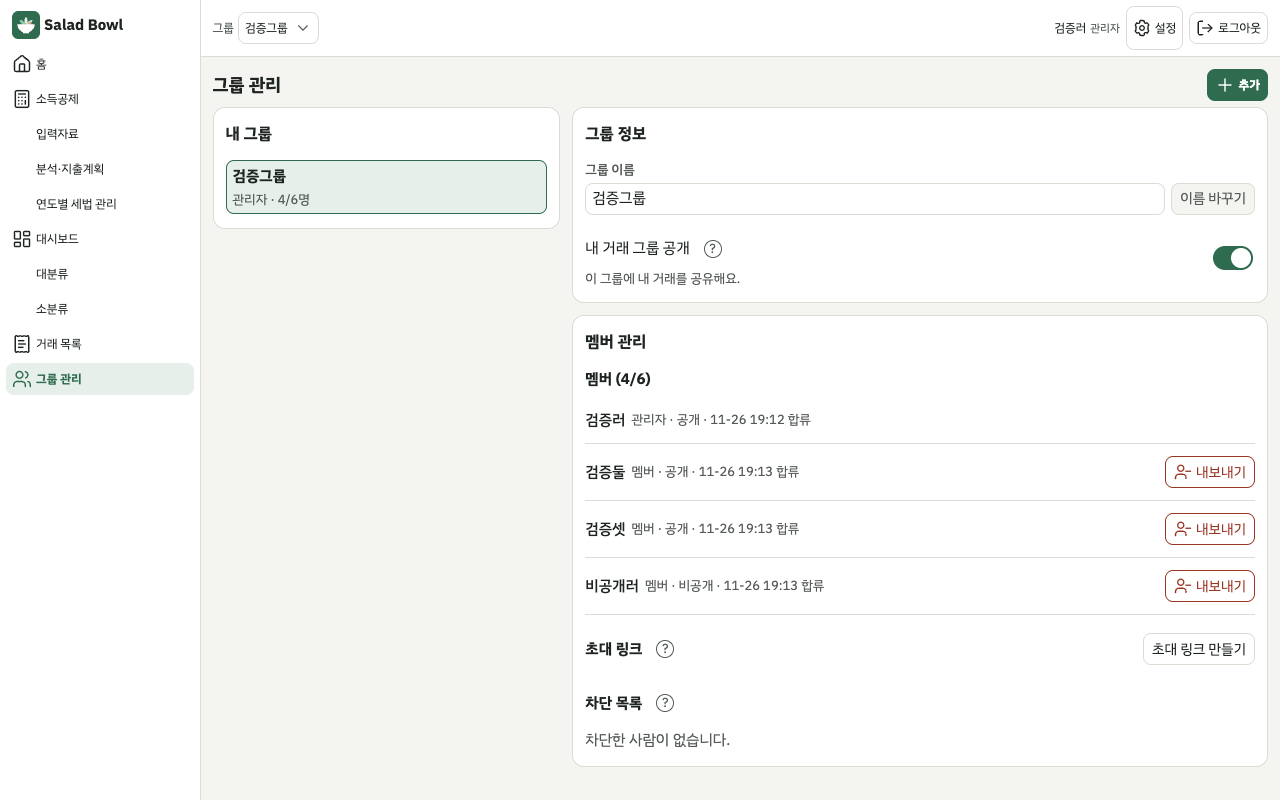 Salad Bowl
홈
소득공제
입력자료
분석·지출계획
연도별 세법 관리
대시보드
대분류
소분류
거래 목록
그룹 관리
그룹 검증그룹
검증러 관리자 설정 로그아웃
그룹 관리
추가
내 그룹
검증그룹
관리자 · 4/6명
그룹 정보
그룹 이름
검증그룹 이름 바꾸기
내 거래 그룹 공개 ?
이 그룹에 내 거래를 공유해요.
멤버 관리
멤버 (4/6)
검증러 관리자 · 공개 · 11-26 19:12 합류
검증둘 멤버 · 공개 · 11-26 19:13 합류 내보내기
검증셋 멤버 · 공개 · 11-26 19:13 합류 내보내기
비공개러 멤버 · 비공개 · 11-26 19:13 합류 내보내기
초대 링크 ? 초대 링크 만들기
차단 목록 ?
차단한 사람이 없습니다.